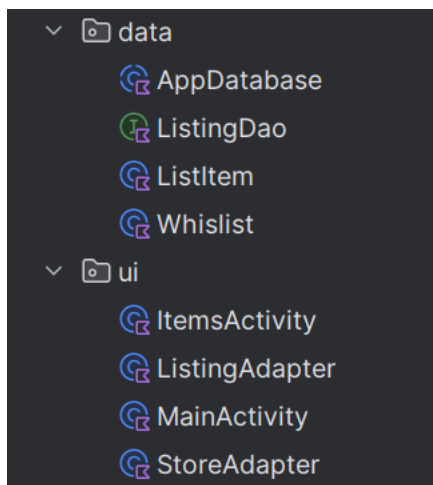 data
AppDatabase
ListingDao
ListItem
Whislist
ui
ItemsActivity
ListingAdapter
MainActivity
StoreAdapter